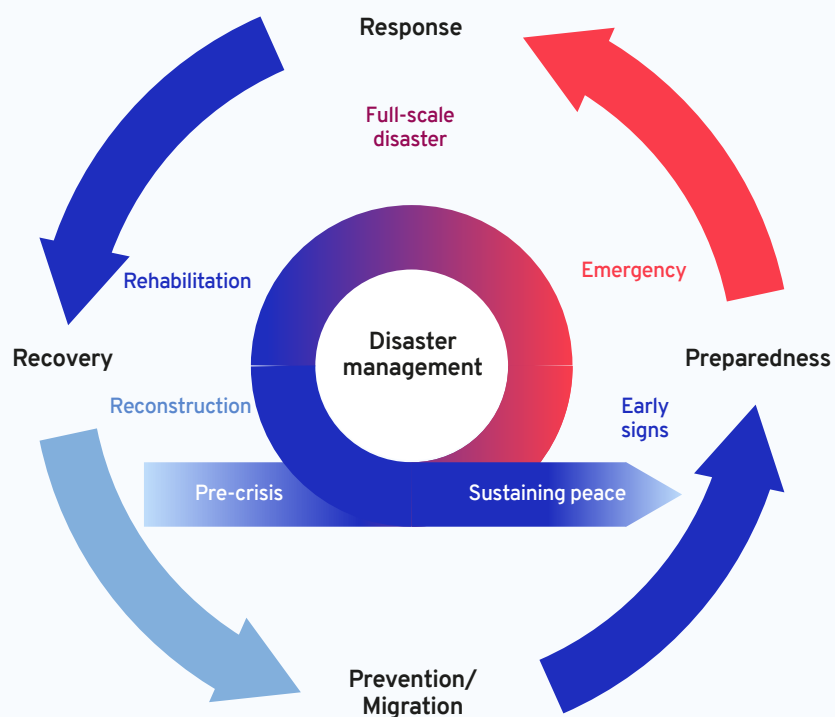 Response
Full-scale
disaster
Emergency
Rehabilitation
Disaster
management
Recovery
Preparedness
Reconstruction
Early
signs
Pre-crisis
Sustaining peace
Prevention/
Migration